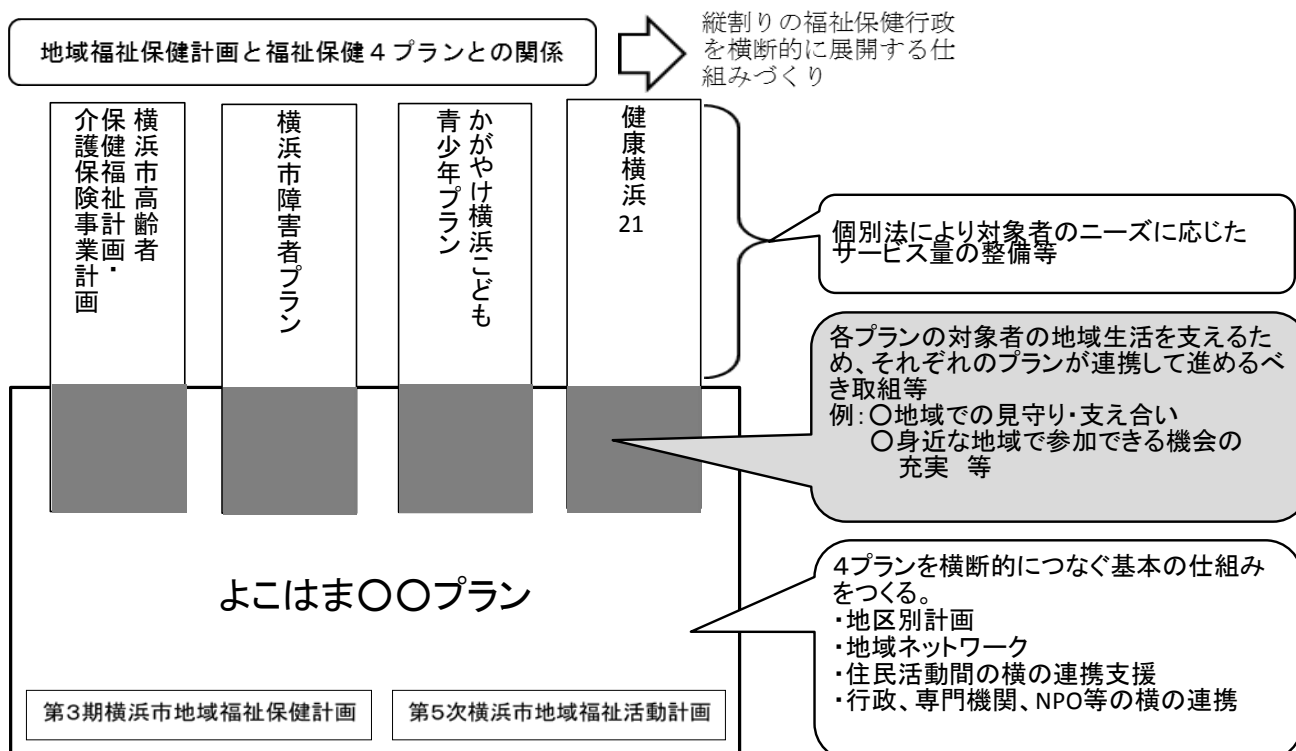 地域福祉保健計画と福祉保健４プランとの関係
縦割りの福祉保健行政
を横断的に展開する仕
組みづくり
横浜市高齢者
保健福祉計画・
介護保険事業計画
横浜市障害者プラン
かがやけ横浜こども
青少年プラン
健康横浜21
個別法により対象者のニーズに応じた
サービス量の整備等
各プランの対象者の地域生活を支えるた
め、それぞれのプランが連携して進めるべ
き取組等
例：〇地域での見守り・支え合い
〇身近な地域で参加できる機会の
充実　等
よこはま〇〇プラン
4プランを横断的につなぐ基本の仕組み
をつくる。
・地区別計画
・地域ネットワーク
・住民活動間の横の連携支援
・行政、専門機関、NPO等の横の連携
第３期横浜市地域福祉保健計画
第５次横浜市地域福祉活動計画